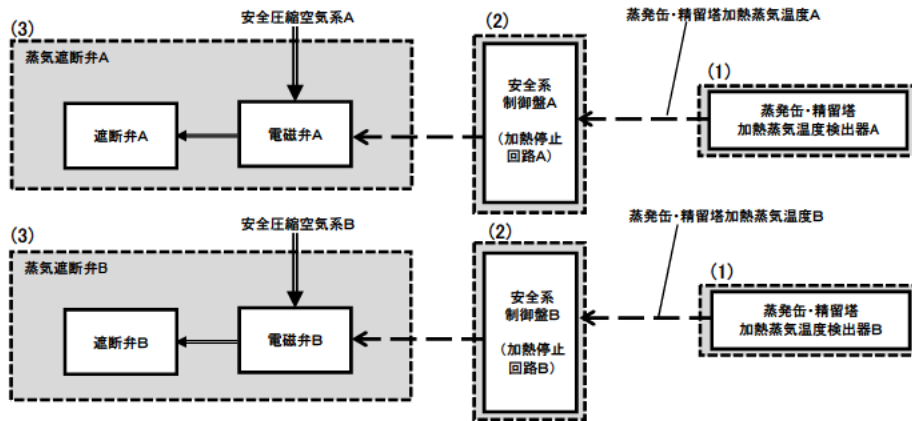 安全圧縮空気系A
蒸発缶・精留塔加熱蒸気温度A
(3)
(2)
蒸気遮断弁A
(1)
安全系
制御盤A
(加熱停止
回路A)
蒸発缶・精留塔
加熱蒸気温度検出器A
遮断弁A
電磁弁A
安全圧縮空気系B
蒸発缶・精留塔加熱蒸気温度B
(3)
(2)
蒸気遮断弁B
(1)
安全系
制御盤B
(加熱停止
回路B)
蒸発缶・精留塔
加熱蒸気温度検出器B
遮断弁B
電磁弁B